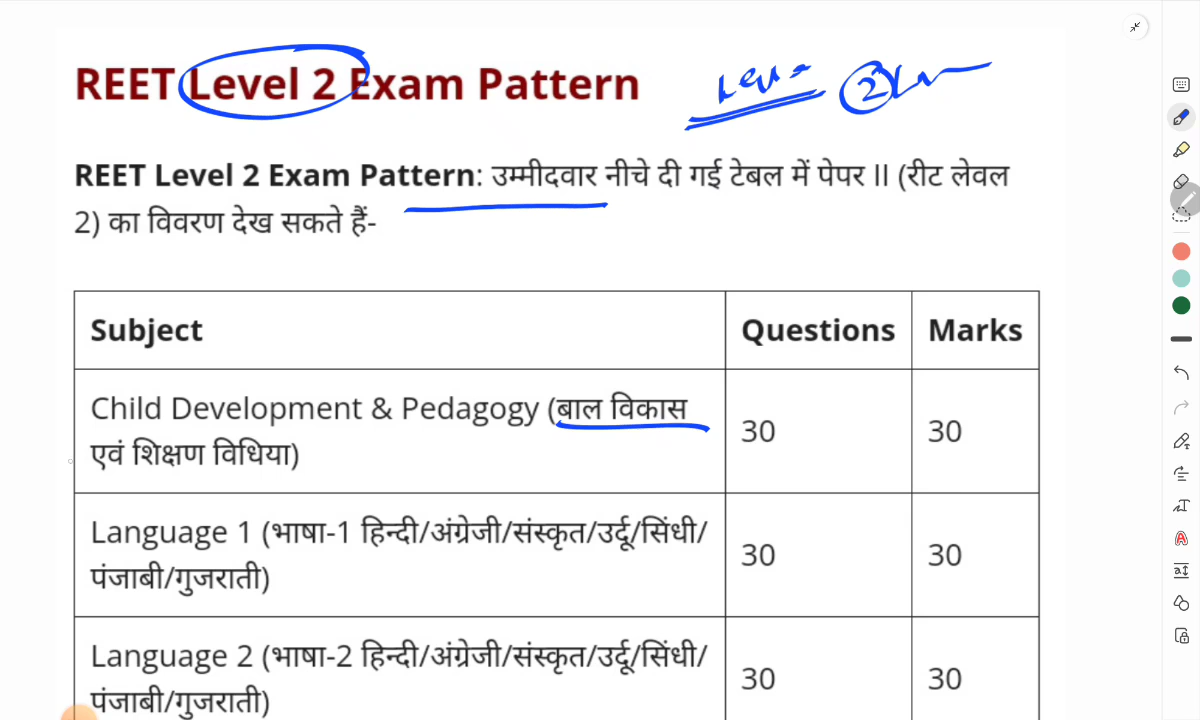 REET Level 2 Exam Pattern
REET Level 2 Exam Pattern: उम्मीदवार नीचे दी गई टेबल में पेपर II (रीट लेवल
2) का विवरण देख सकते हैं-
Subject Questions Marks
Child Development & Pedagogy (बाल विकास
एवं शिक्षण विधिया)
30 30
Language 1 (भाषा-1 हिन्दी/अंग्रेजी/संस्कृत/उर्दू/सिंधी/
पंजाबी/गुजराती)
30 30
Language 2 (भाषा-2 हिन्दी/अंग्रेजी/संस्कृत/उर्दू/सिंधी/
पंजाबी/गुजराती)
30 30